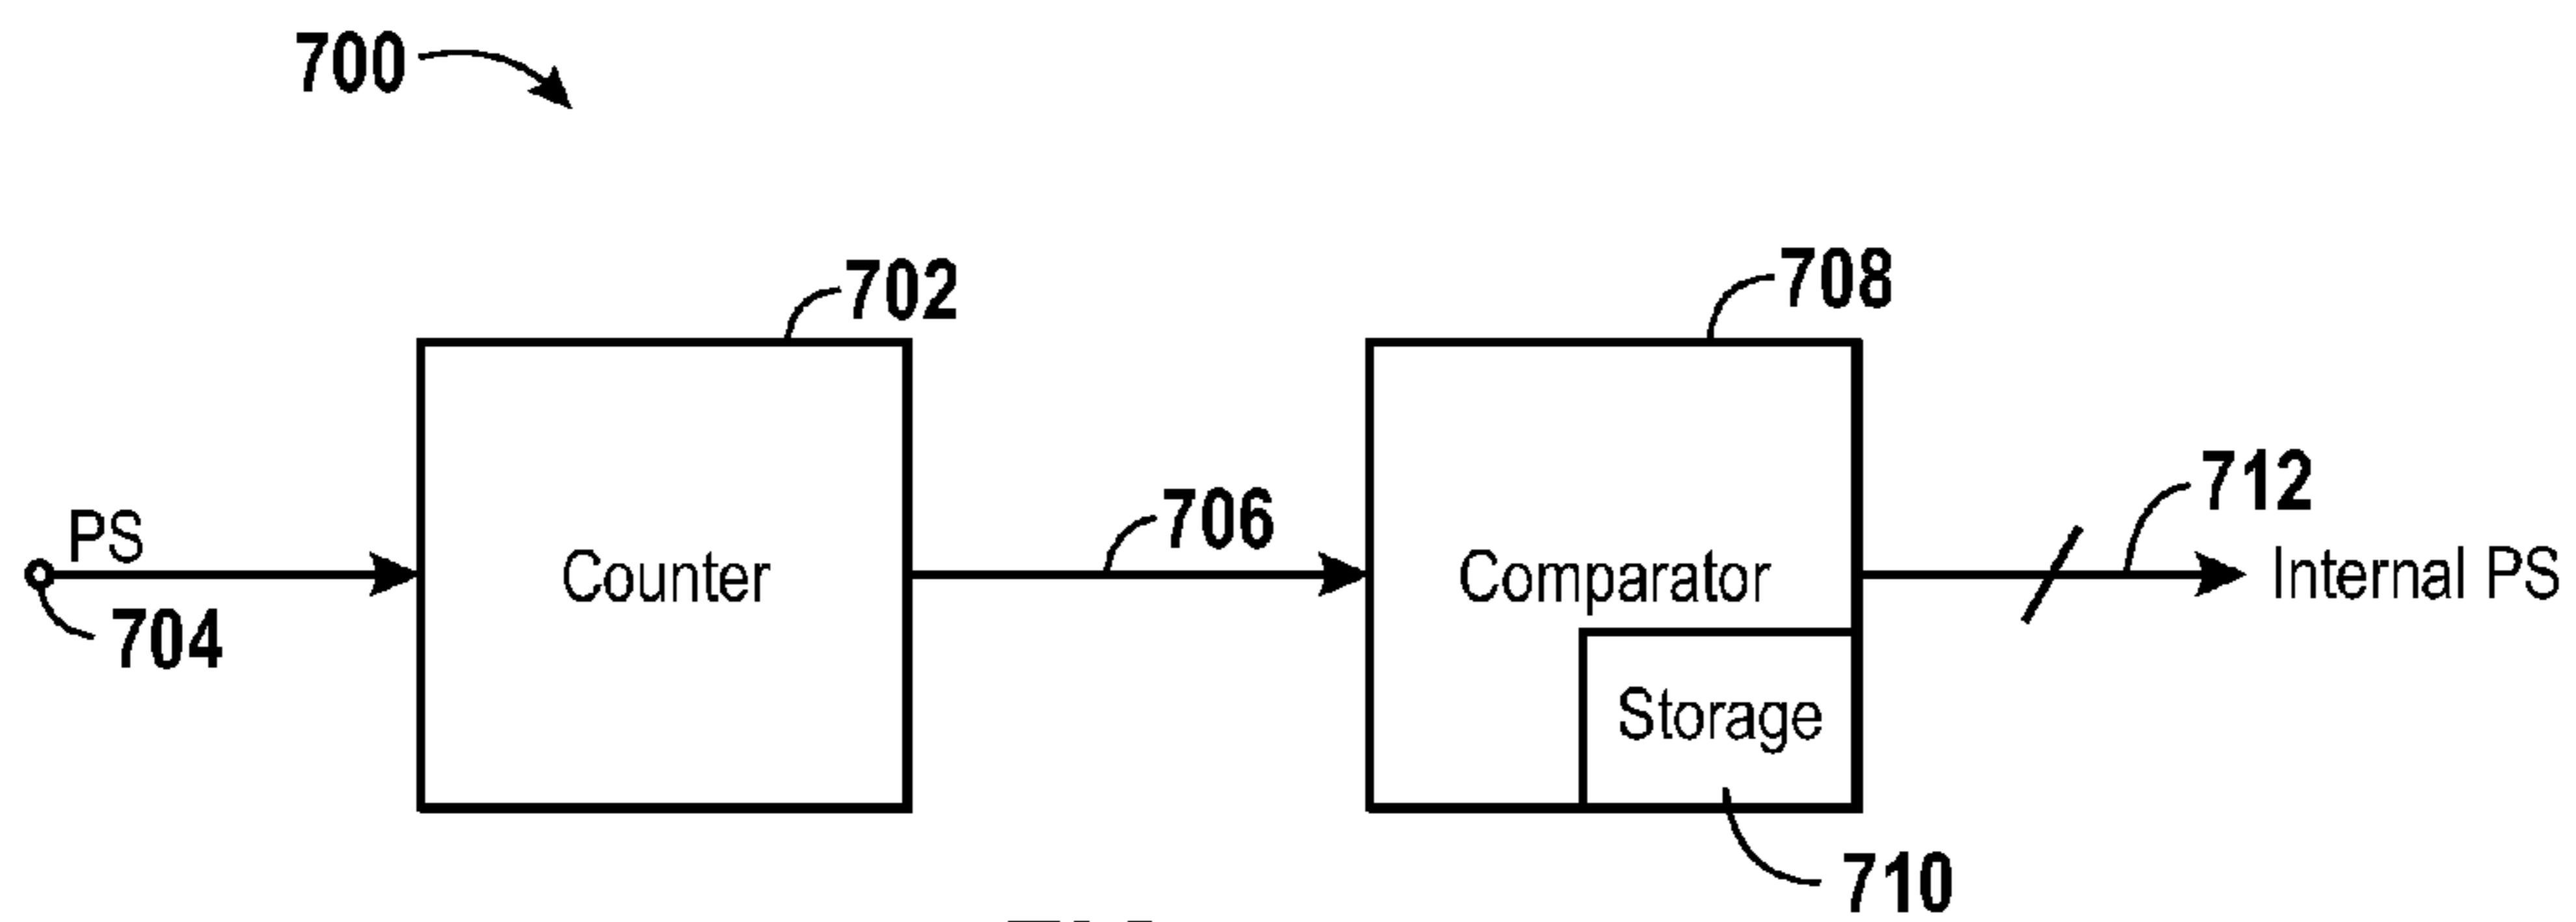 700
702
708
PS
704
Counter
706
Comparator
Storage
710
712
Internal PS